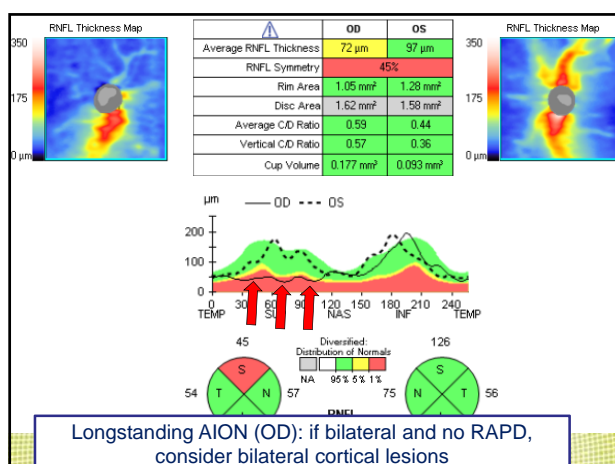 RNFL Thickness Map
350
175
0 µm
OD OS
Average RNFL Thickness 72 µm 97 µm
RNFL Symmetry 45%
Rim Area 1.05 mm² 1.28 mm²
Disc Area 1.62 mm² 1.58 mm²
Average C/D Ratio 0.59 0.44
Vertical C/D Ratio 0.57 0.36
Cup Volume 0.177 mm³ 0.093 mm³
RNFL Thickness Map
350
175
0 µm
µm OD OS
200
100
0
0 30 60 90 120 150 180 210 240
TEMP SU NAS INF TEMP
45
S
54 T N 57
Diversified:
Distribution of Normals
NA 95% 5% 1%
RNFL
126
S
75 N T 56
Longstanding AION (OD): if bilateral and no RAPD,
consider bilateral cortical lesions